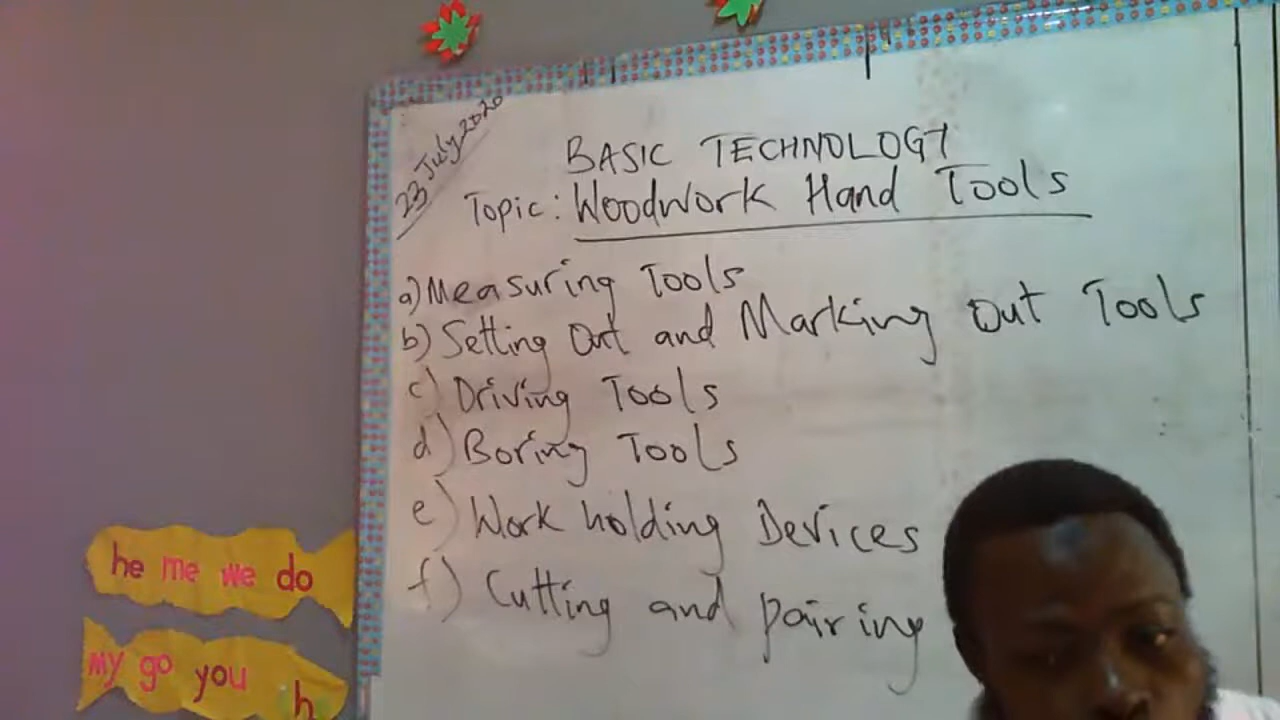 23 July 2020
BASIC TECHNOLOGY
Topic: Woodwork Hand Tools
a) Measuring Tools
b) Setting Out and Marking Out Tools
c) Driving Tools
d) Boring Tools
e) Work holding Devices
f) Cutting and pairing
he me we do
my go you h